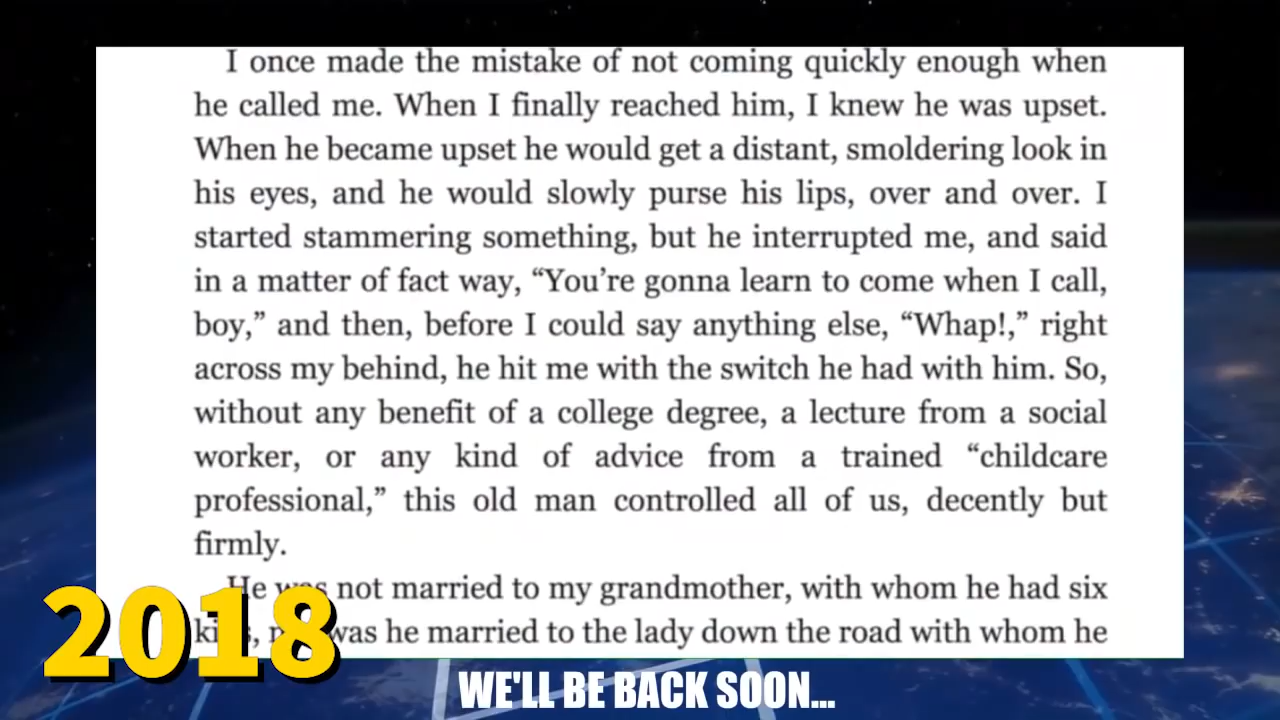 I once made the mistake of not coming quickly enough when
he called me. When I finally reached him, I knew he was upset.
When he became upset he would get a distant, smoldering look in
his eyes, and he would slowly purse his lips, over and over. I
started stammering something, but he interrupted me, and said
in a matter of fact way, “You’re gonna learn to come when I call,
boy,” and then, before I could say anything else, “Whap!,” right
across my behind, he hit me with the switch he had with him. So,
without any benefit of a college degree, a lecture from a social
worker, or any kind of advice from a trained “childcare
professional,” this old man controlled all of us, decently but
firmly.
He was not married to my grandmother, with whom he had six
was he married to the lady down the road with whom he
2018
WE'LL BE BACK SOON...